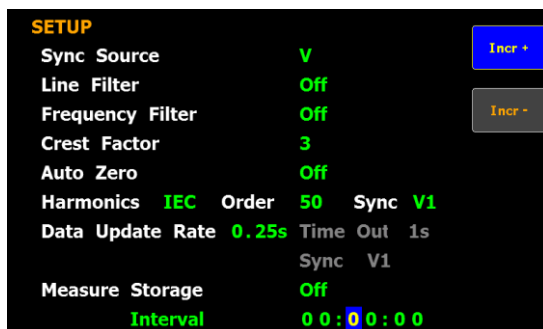 SETUP
Sync Source V
Incr +
Line Filter Off
Frequency Filter Off
Incr -
Crest Factor 3
Auto Zero Off
Harmonics IEC Order 50 Sync V1
Data Update Rate 0.25s Time Out 1s
Sync V1
Measure Storage Off
Interval 00:00:00